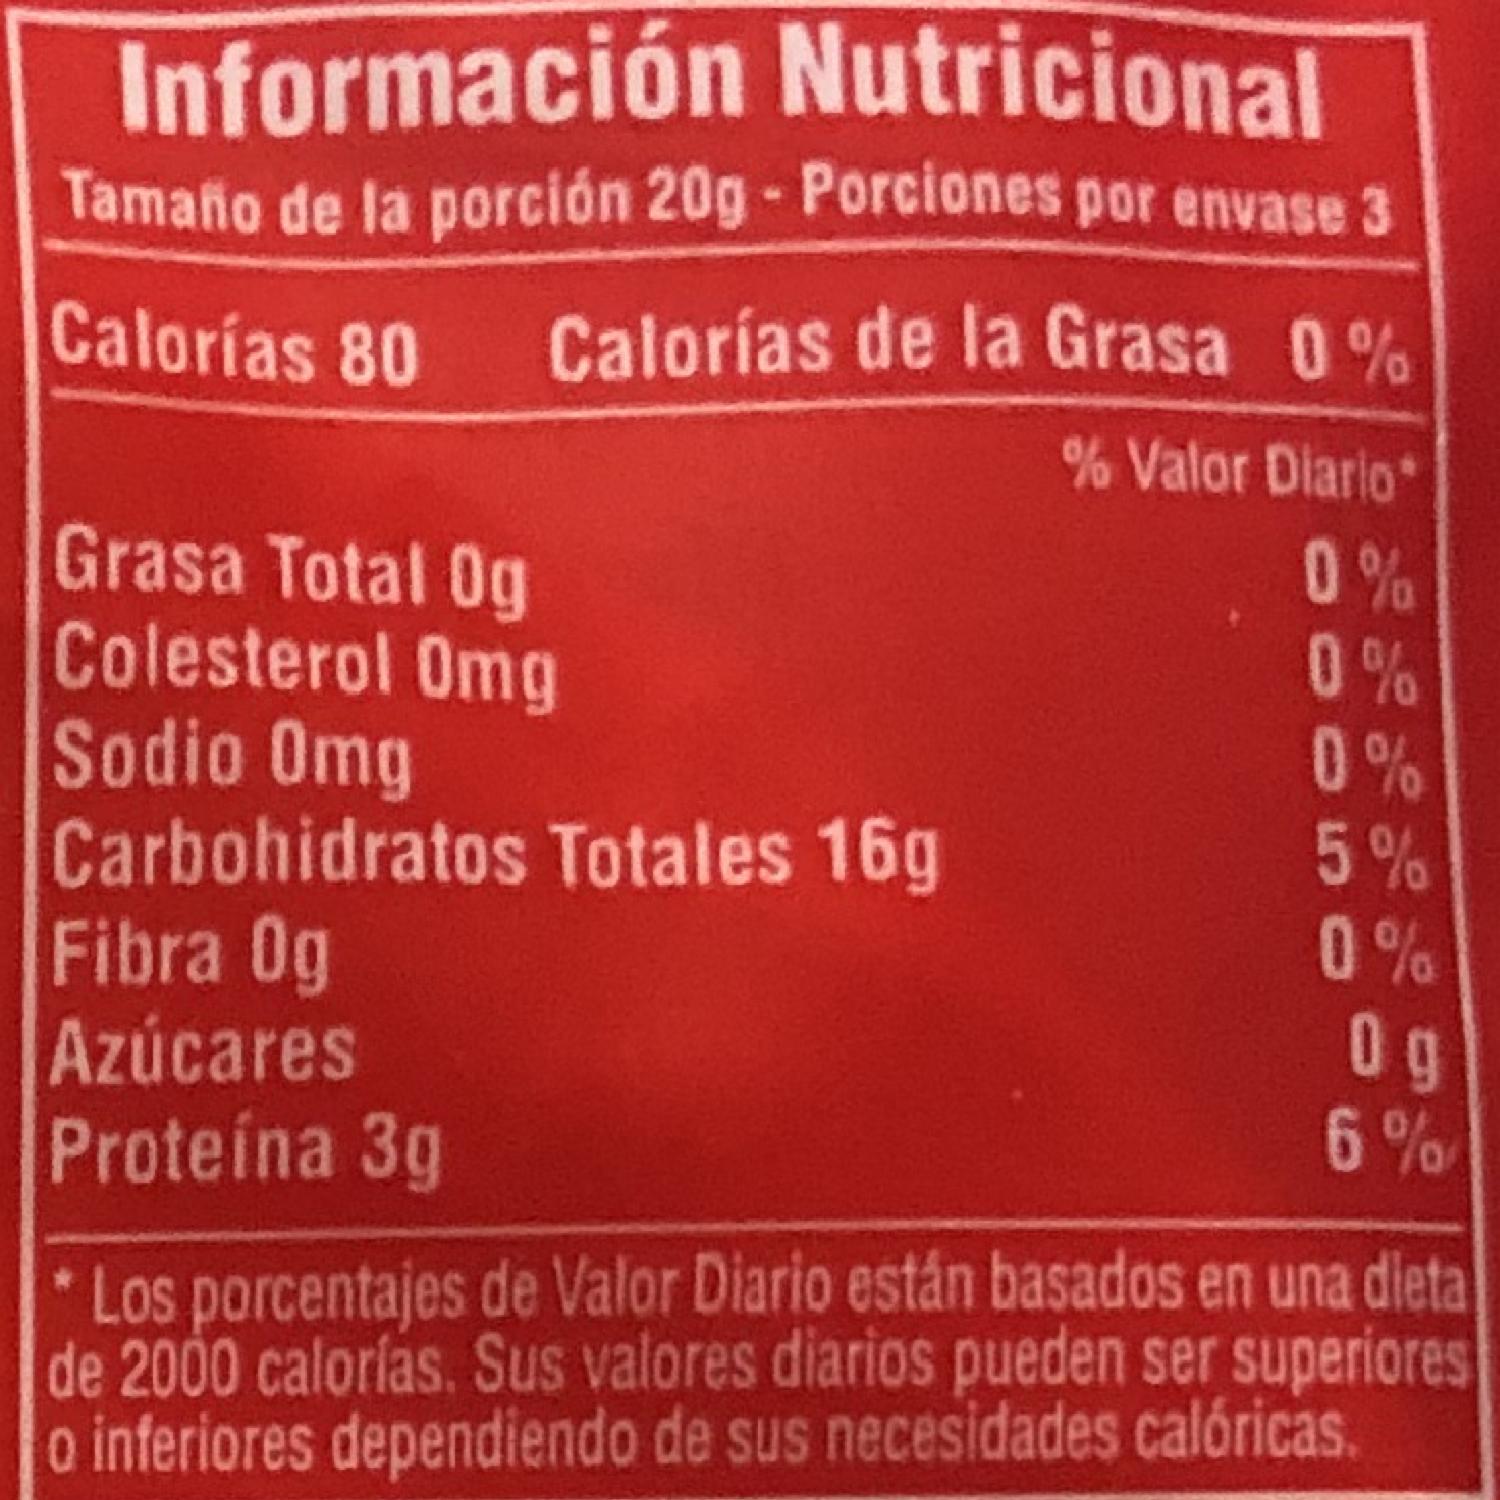 Información Nutricional
Tamaño de la porción 20g - Porciones por envase 3
Calorías 80 Calorías de la Grasa 0 %
% Valor Diario*
Grasa Total 0g 0 %
Colesterol 0mg 0 %
Sodio 0mg 0 %
Carbohidratos Totales 16g 5 %
Fibra 0g 0 %
Azúcares 0 g
Proteína 3g 6 %
* Los porcentajes de Valor Diario están basados en una dieta
de 2000 calorías. Sus valores diarios pueden ser superiores
o inferiores dependiendo de sus necesidades calóricas.